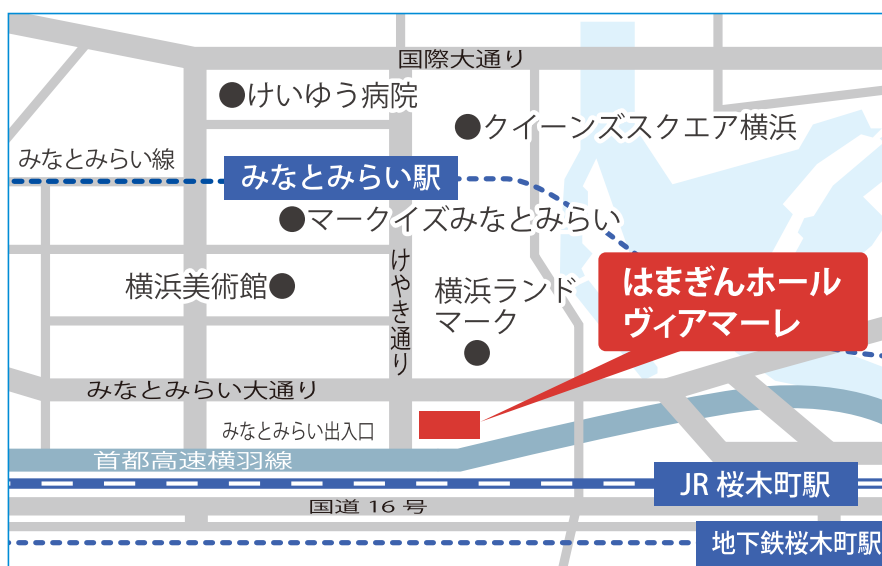 国際大通り
けいゆう病院
クイーンズスクエア横浜
みなとみらい線
みなとみらい駅
マークイズみなとみらい
けやき通り
横浜美術館
横浜ランド
マーク
はまぎんホール
ヴィアマーレ
みなとみらい大通り
みなとみらい出入口
首都高速横羽線
JR 桜木町駅
国道 16 号
地下鉄桜木町駅